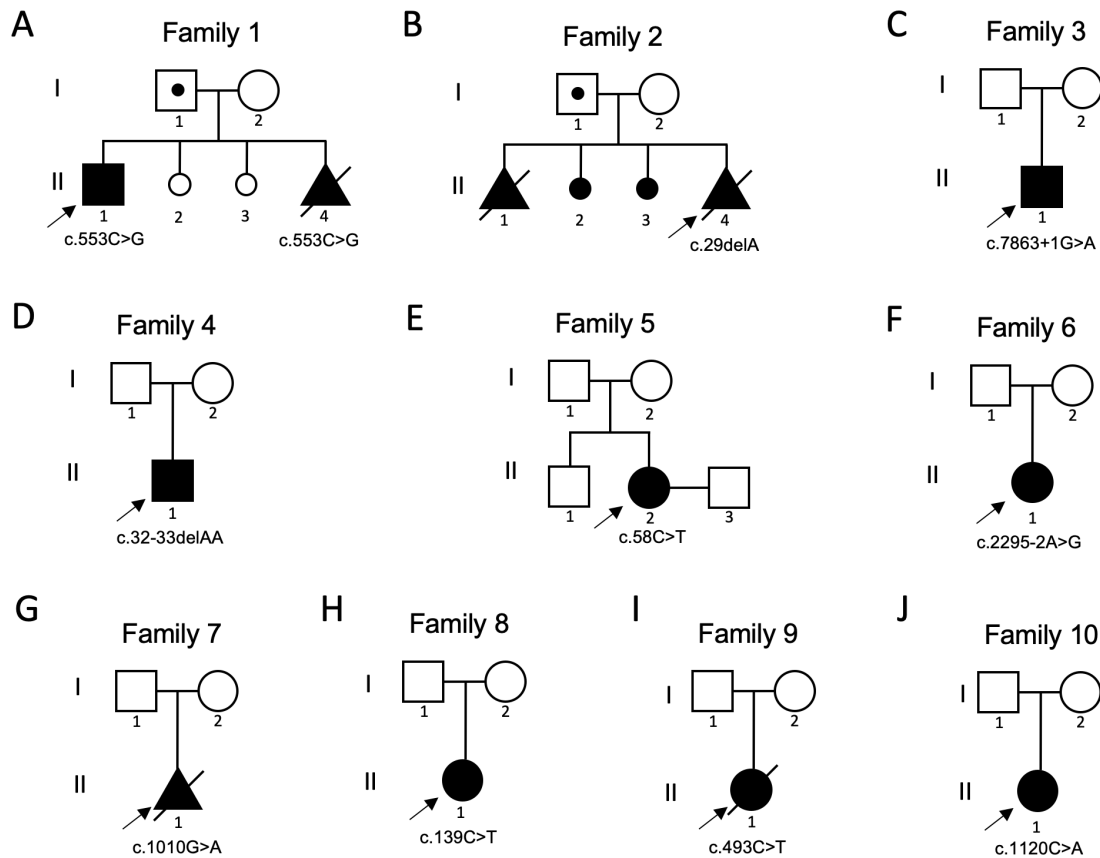 A
Family 1
I
1
2
II
1
2
3
4
c.553C>G
c.553C>G
B
Family 2
I
1
2
II
1
2
3
4
c.29delA
C
Family 3
I
1
2
II
1
c.7863+1G>A
D
Family 4
I
1
2
II
1
c.32-33delAA
E
Family 5
I
1
2
II
1
2
3
c.58C>T
F
Family 6
I
1
2
II
1
c.2295-2A>G
G
Family 7
I
1
2
II
1
c.1010G>A
H
Family 8
I
1
2
II
1
c.139C>T
I
Family 9
I
1
2
II
1
c.493C>T
J
Family 10
I
1
2
II
1
c.1120C>A